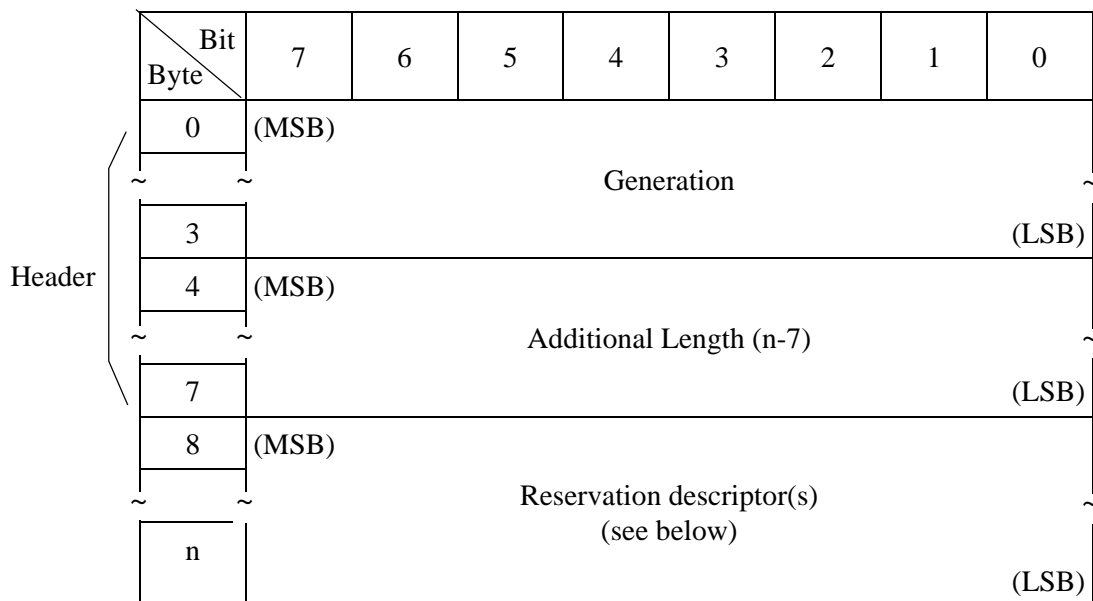 Bit
Byte 7 6 5 4 3 2 1 0
0 (MSB)
~ ~ Generation ~
3 (LSB)
Header
4 (MSB)
~ ~ Additional Length (n-7) ~
7 (LSB)
8 (MSB)
~ ~ Reservation descriptor(s) ~
(see below)
n
(LSB)